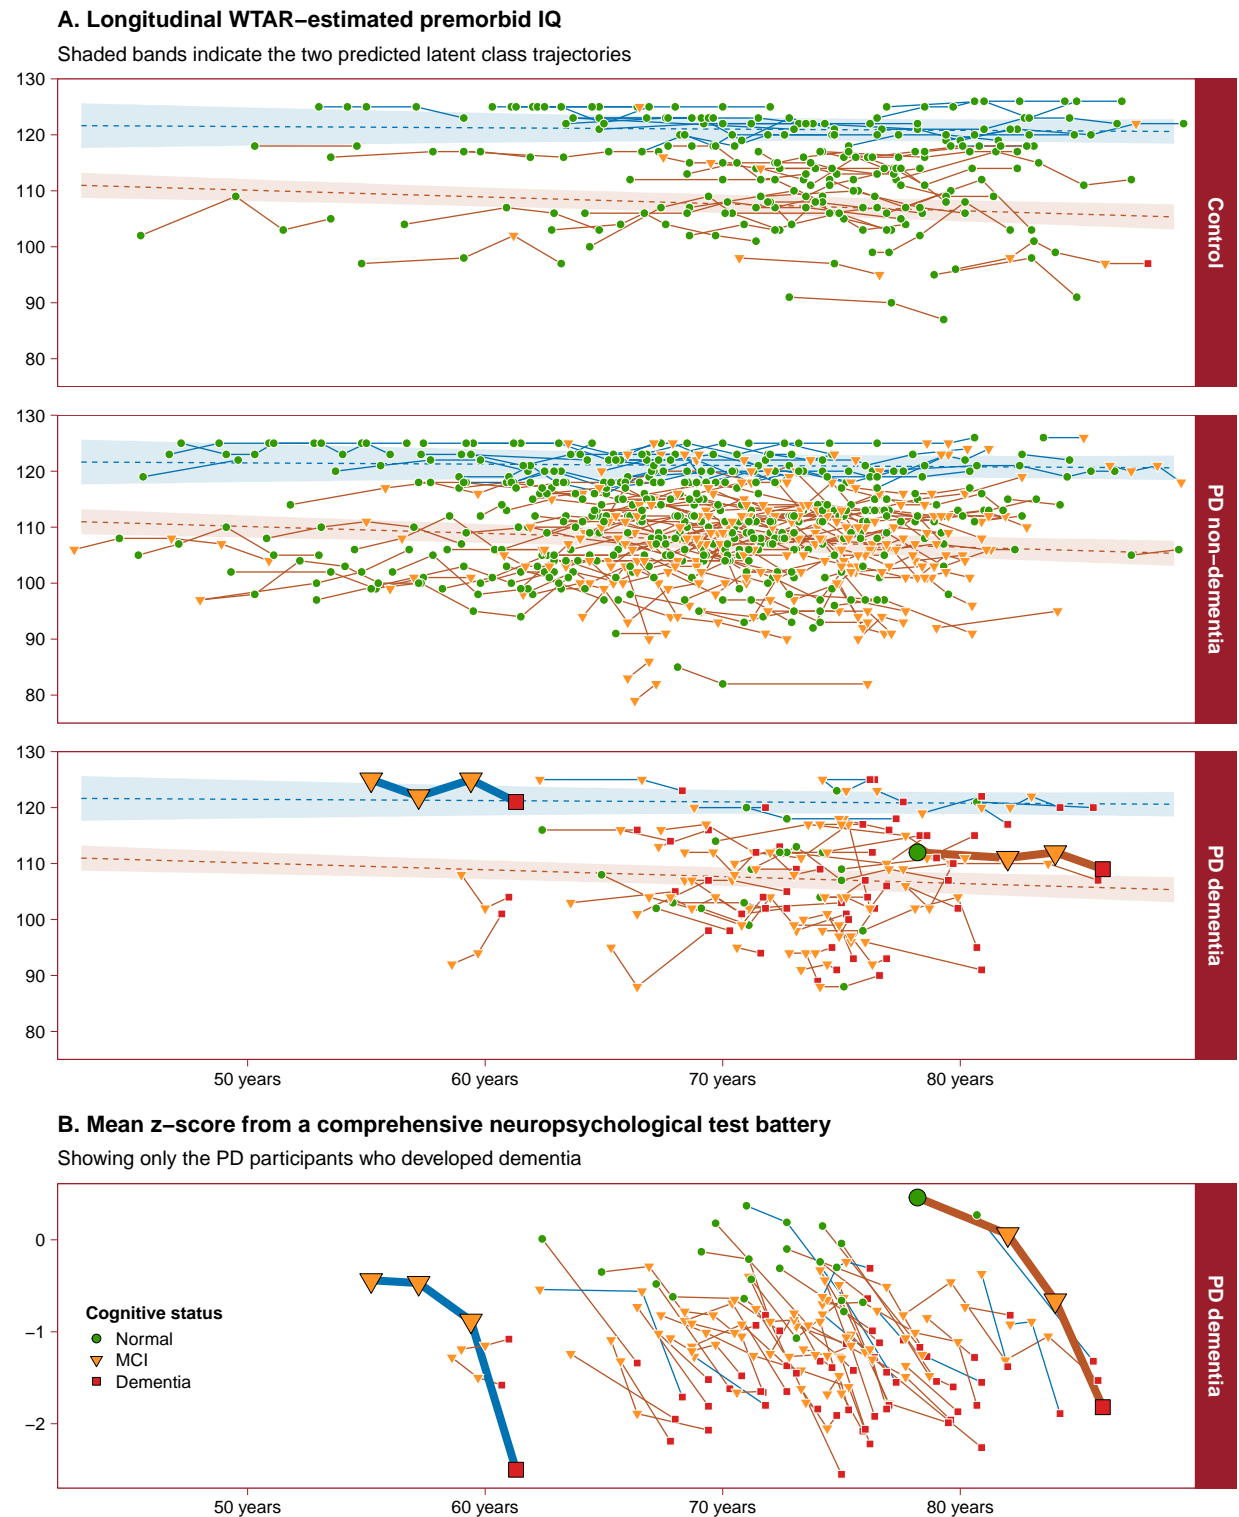 A. Longitudinal WTAR−estimated premorbid IQ
Shaded bands indicate the two predicted latent class trajectories
130
120
110
100
90
80
Control
130
120
110
100
90
80
PD non−dementia
130
120
110
100
90
80
PD dementia
50 years
60 years
70 years
80 years
B. Mean z−score from a comprehensive neuropsychological test battery
Showing only the PD participants who developed dementia
0
−1
−2
Cognitive status
Normal
MCI
Dementia
PD dementia
50 years
60 years
70 years
80 years